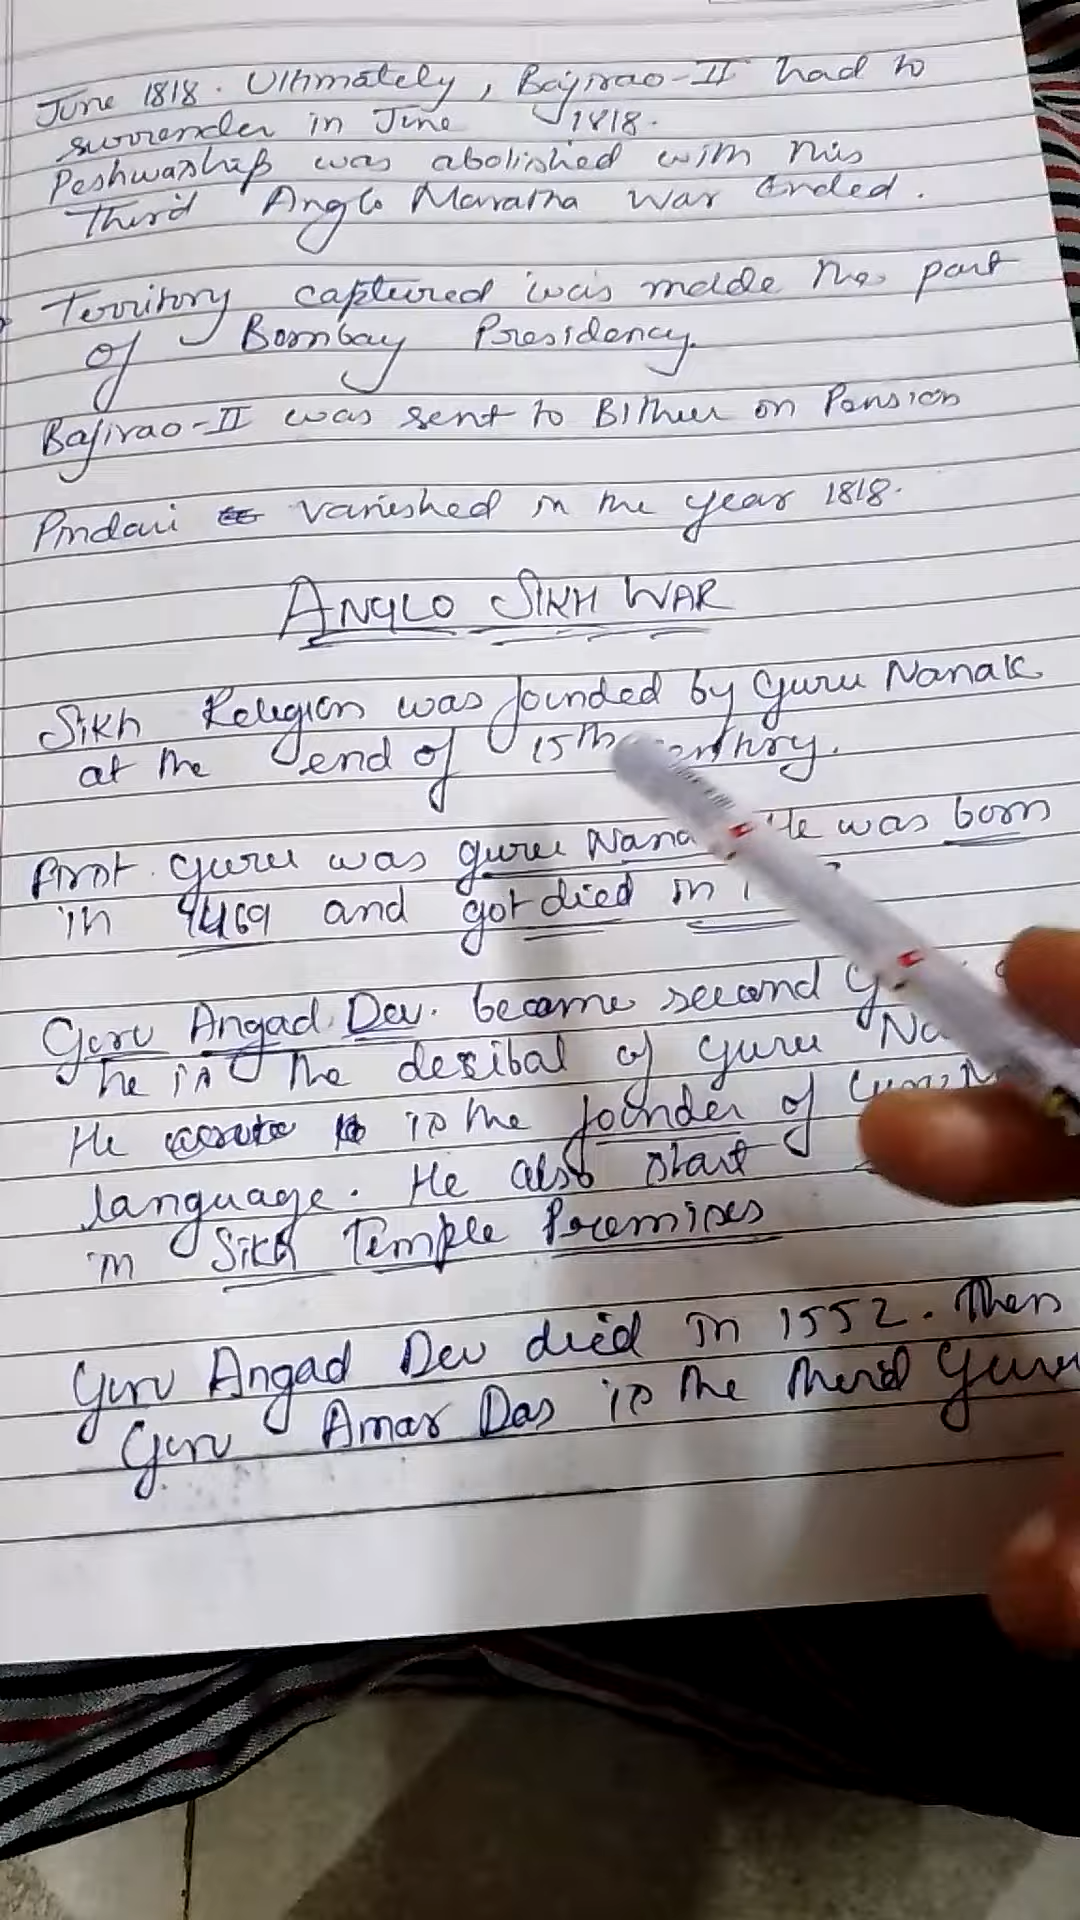 June 1818. Ultimately, Bajirao-II had to
surrender in June 1818.
Peshwaship was abolished with this
Third Anglo Maratha War Ended.
Territory captured was made the part
of Bombay Presidency.
Bajirao-II was sent to Bithur on Pension
Pindari vanished in the year 1818.
ANGLO SIKH WAR
Sikh Religion was founded by Guru Nanak
at the end of 15th
First Guru was Guru He was born
in 1469 and got died in
Guru Angad Dev. became second
he is the desibal of Guru
He is the founder of
language. He also start
in Sikh Temple Premises
Guru Angad Dev died in 1552. Then
Guru Amar Das is the third Guru